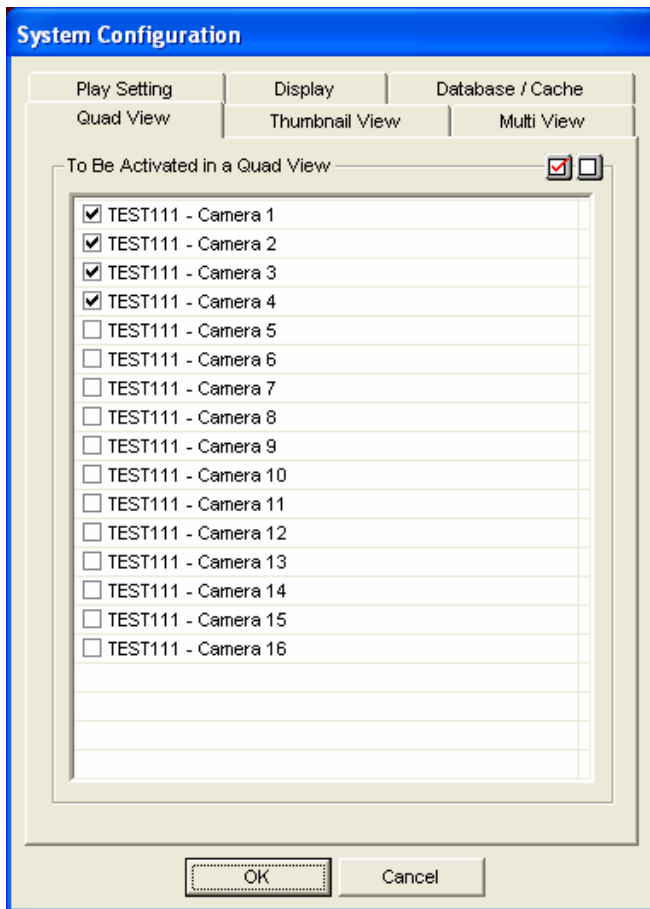 System Configuration
Play Setting
Display
Database / Cache
Quad View
Thumbnail View
Multi View
To Be Activated in a Quad View
TEST111 - Camera 1
TEST111 - Camera 2
TEST111 - Camera 3
TEST111 - Camera 4
TEST111 - Camera 5
TEST111 - Camera 6
TEST111 - Camera 7
TEST111 - Camera 8
TEST111 - Camera 9
TEST111 - Camera 10
TEST111 - Camera 11
TEST111 - Camera 12
TEST111 - Camera 13
TEST111 - Camera 14
TEST111 - Camera 15
TEST111 - Camera 16
OK
Cancel